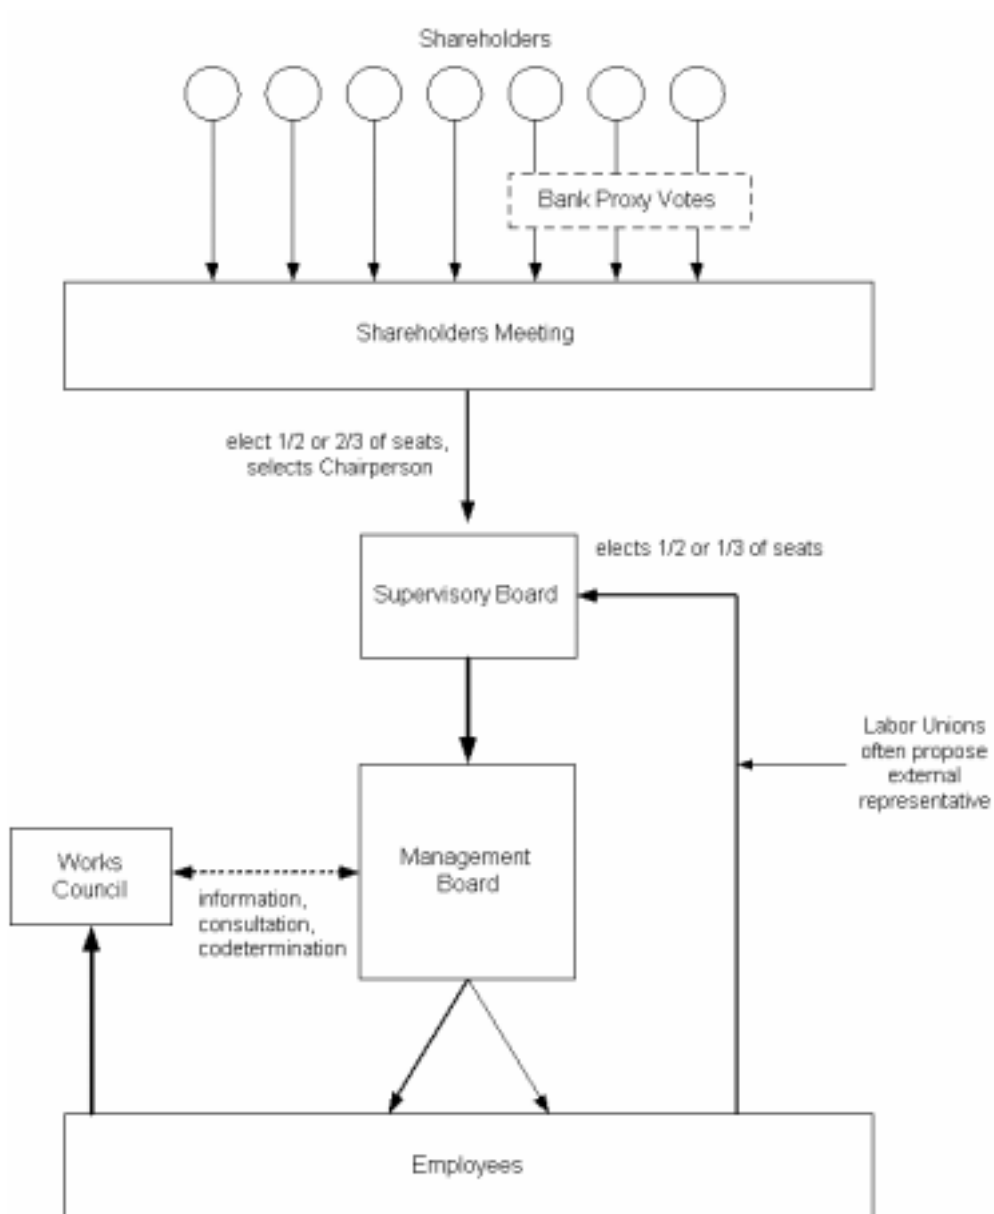 Shareholders
Bank Proxy Votes
Shareholders Meeting
elect 1/2 or 2/3 of seats,
selects Chairperson
elects 1/2 or 1/3 of seats
Supervisory Board
Labor Unions
often propose
external
representative
Management
Board
Works
Council
information,
consultation,
codetermination
Employees